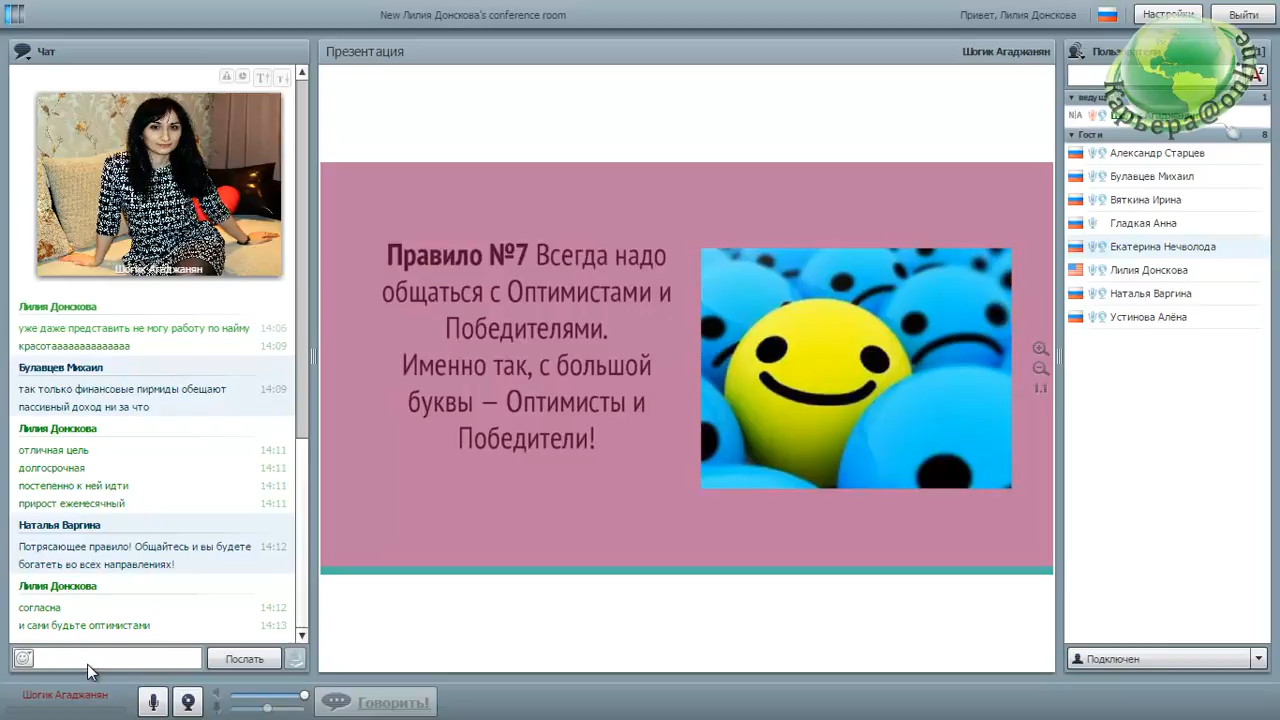 New Лилия Донскова's conference room
Привет, Лилия Донскова
Настройки
Выйти
Чат
Шогик Агаджанян
Лилия Донскова
уже даже представить не могу работу по найму 14:06
красотааааааааааааа 14:09
Булавцев Михаил
так только финансовые пирмиды обещают 14:09
пассивный доход ни за что
Лилия Донскова
отличная цель 14:11
долгосрочная 14:11
постепенно к ней идти 14:11
прирост ежемесячный 14:11
Наталья Варгина
Потрясающее правило! Общайтесь и вы будете 14:12
богатеть во всех направлениях!
Лилия Донскова
согласна 14:12
и сами будьте оптимистами 14:13
Послать
Шогик Агаджанян
Говорить!
Презентация
Шогик Агаджанян
Правило №7 Всегда надо
общаться с Оптимистами и
Победителями.
Именно так, с большой
буквы — Оптимисты и
Победители!
1:1
Карьера@online
N/A
Гости 8
Александр Старцев
Булавцев Михаил
Вяткина Ирина
Гладкая Анна
Екатерина Нечволода
Лилия Донскова
Наталья Варгина
Устинова Алёна
Подключен